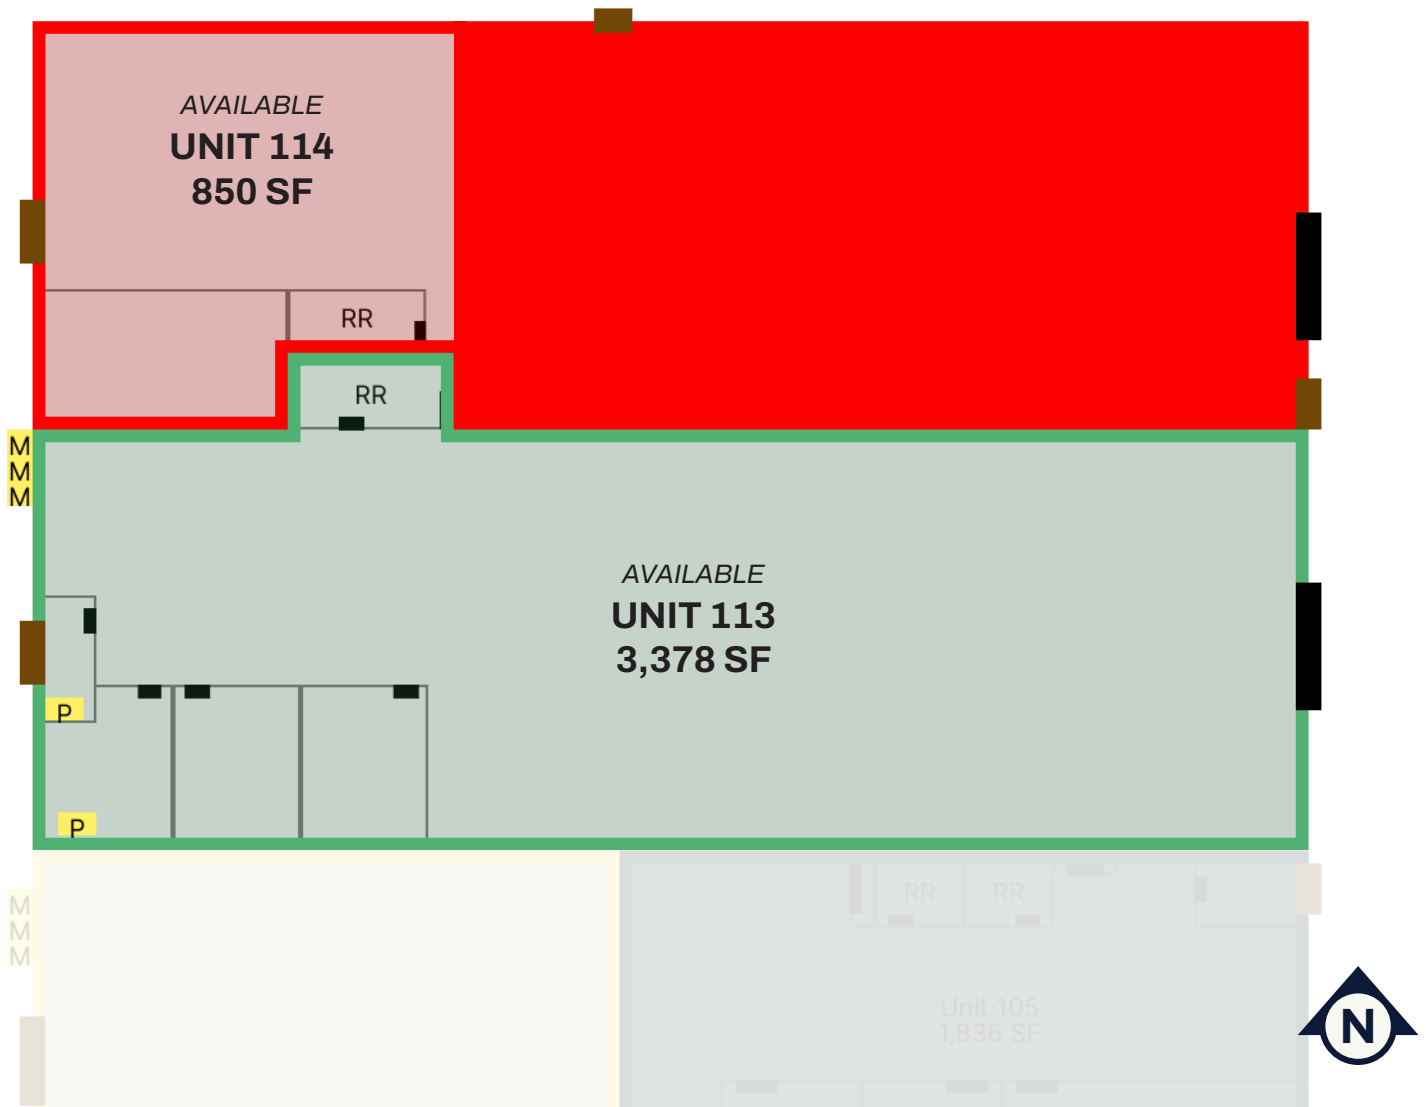 AVAILABLE
UNIT 114
850 SF
RR
RR
M
M
M
AVAILABLE
UNIT 113
3,378 SF
P
P
RR
RR
M
M
M
Unit 105
1,836 SF
N